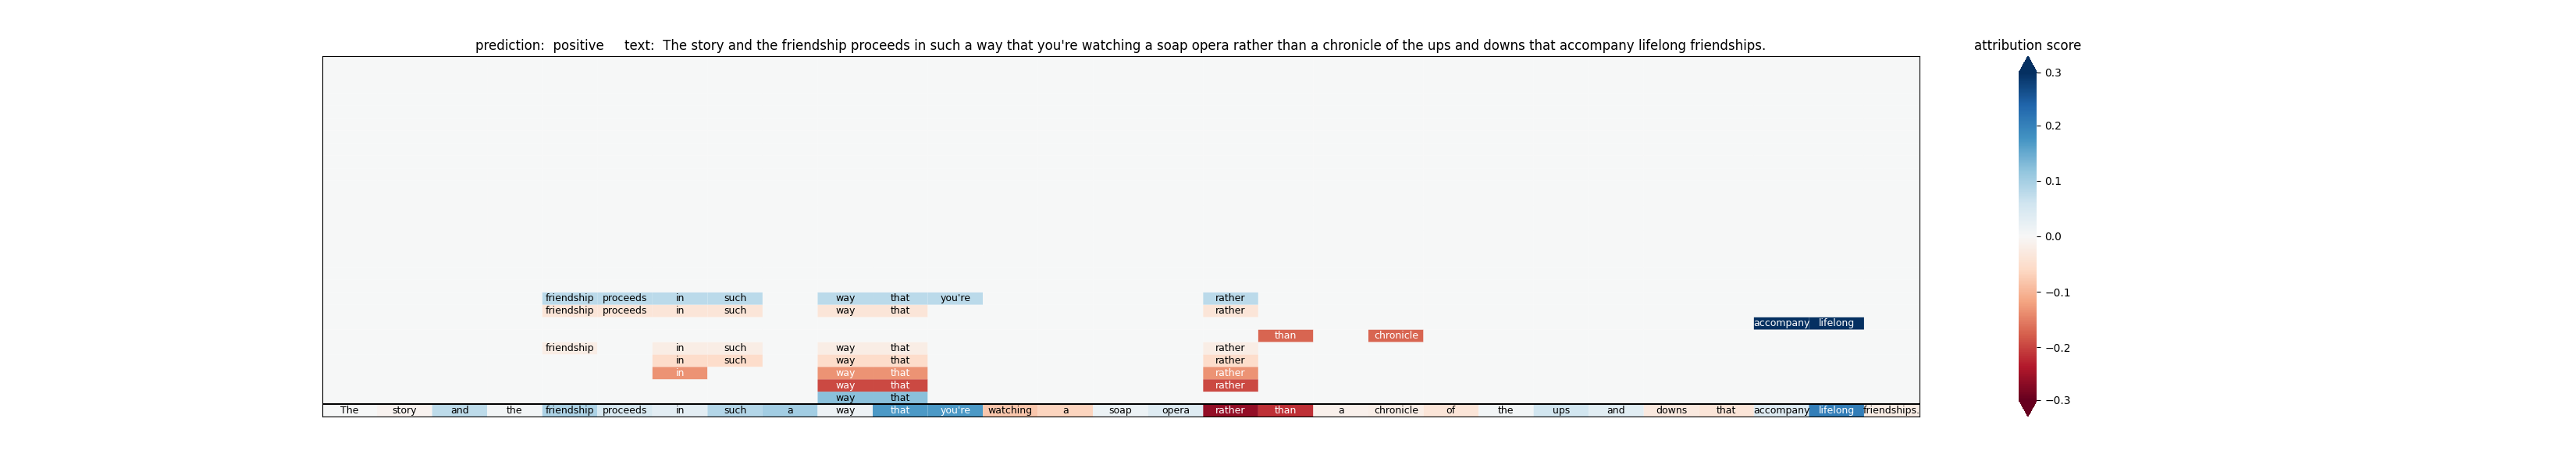 prediction:  positive     text:  The story and the friendship proceeds in such a way that you're watching a soap opera rather than a chronicle of the ups and downs that accompany lifelong friendships.
attribution score
friendship proceeds in such way that you're rather
friendship proceeds in such way that rather
accompany lifelong
than chronicle
friendship in such way that rather
in such way that rather
in way that rather
way that rather
way that
The story and the friendship proceeds in such a way that you're watching a soap opera rather than a chronicle of the ups and downs that accompany lifelong friendships.
0.3
0.2
0.1
0.0
−0.1
−0.2
−0.3